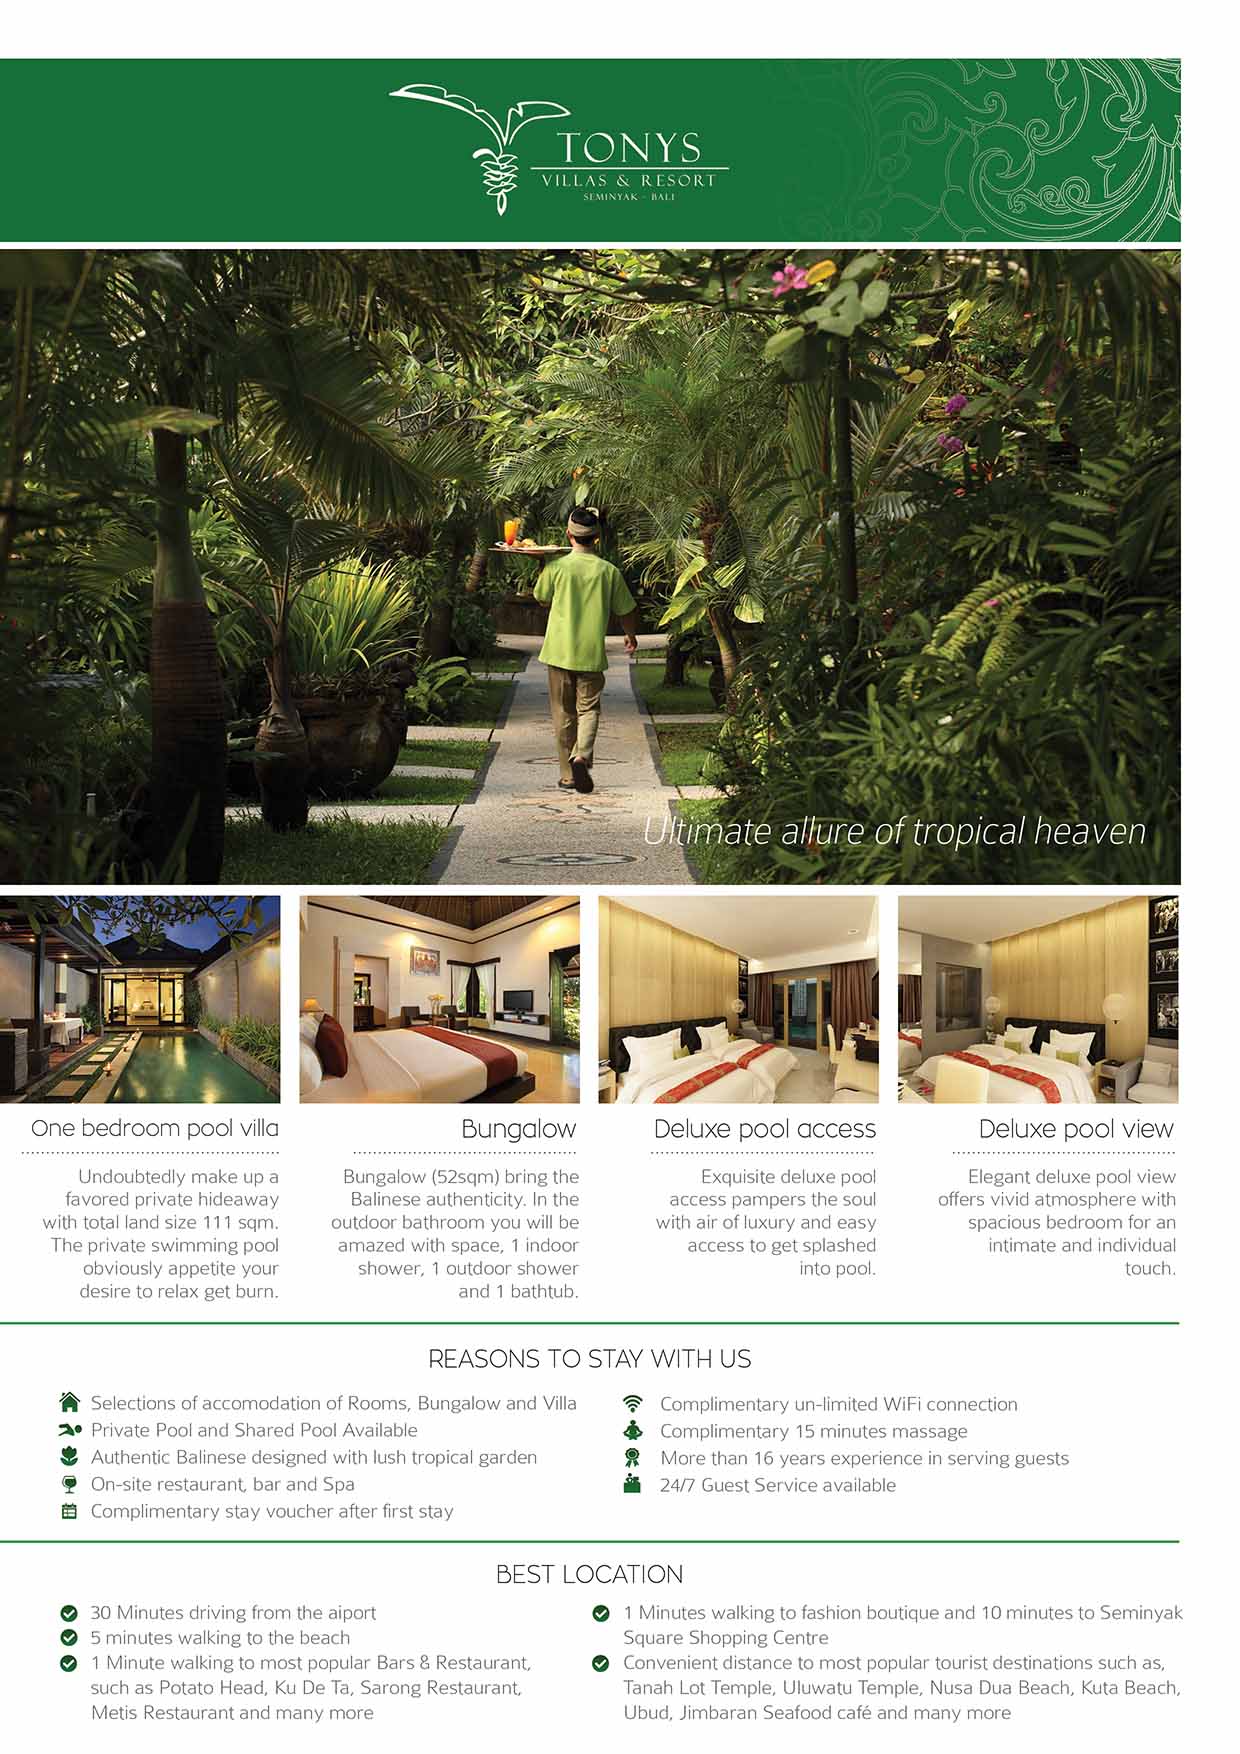 TONYS
VILLAS & RESORT
SEMINYAK - BALI
Ultimate allure of tropical heaven
One bedroom pool villa
Undoubtedly make up a
favored private hideaway
with total land size 111 sqm.
The private swimming pool
obviously appetite your
desire to relax get burn.
Bungalow
Bungalow (52sqm) bring the
Balinese authenticity. In the
outdoor bathroom you will be
amazed with space, 1 indoor
shower, 1 outdoor shower
and 1 bathtub.
Deluxe pool access
Exquisite deluxe pool
access pampers the soul
with air of luxury and easy
access to get splashed
into pool.
Deluxe pool view
Elegant deluxe pool view
offers vivid atmosphere with
spacious bedroom for an
intimate and individual
touch.
REASONS TO STAY WITH US
Selections of accomodation of Rooms, Bungalow and Villa
Private Pool and Shared Pool Available
Authentic Balinese designed with lush tropical garden
On-site restaurant, bar and Spa
Complimentary stay voucher after first stay
Complimentary un-limited WiFi connection
Complimentary 15 minutes massage
More than 16 years experience in serving guests
24/7 Guest Service available
BEST LOCATION
30 Minutes driving from the aiport
5 minutes walking to the beach
1 Minute walking to most popular Bars & Restaurant,
such as Potato Head, Ku De Ta, Sarong Restaurant,
Metis Restaurant and many more
1 Minutes walking to fashion boutique and 10 minutes to Seminyak
Square Shopping Centre
Convenient distance to most popular tourist destinations such as,
Tanah Lot Temple, Uluwatu Temple, Nusa Dua Beach, Kuta Beach,
Ubud, Jimbaran Seafood café and many more